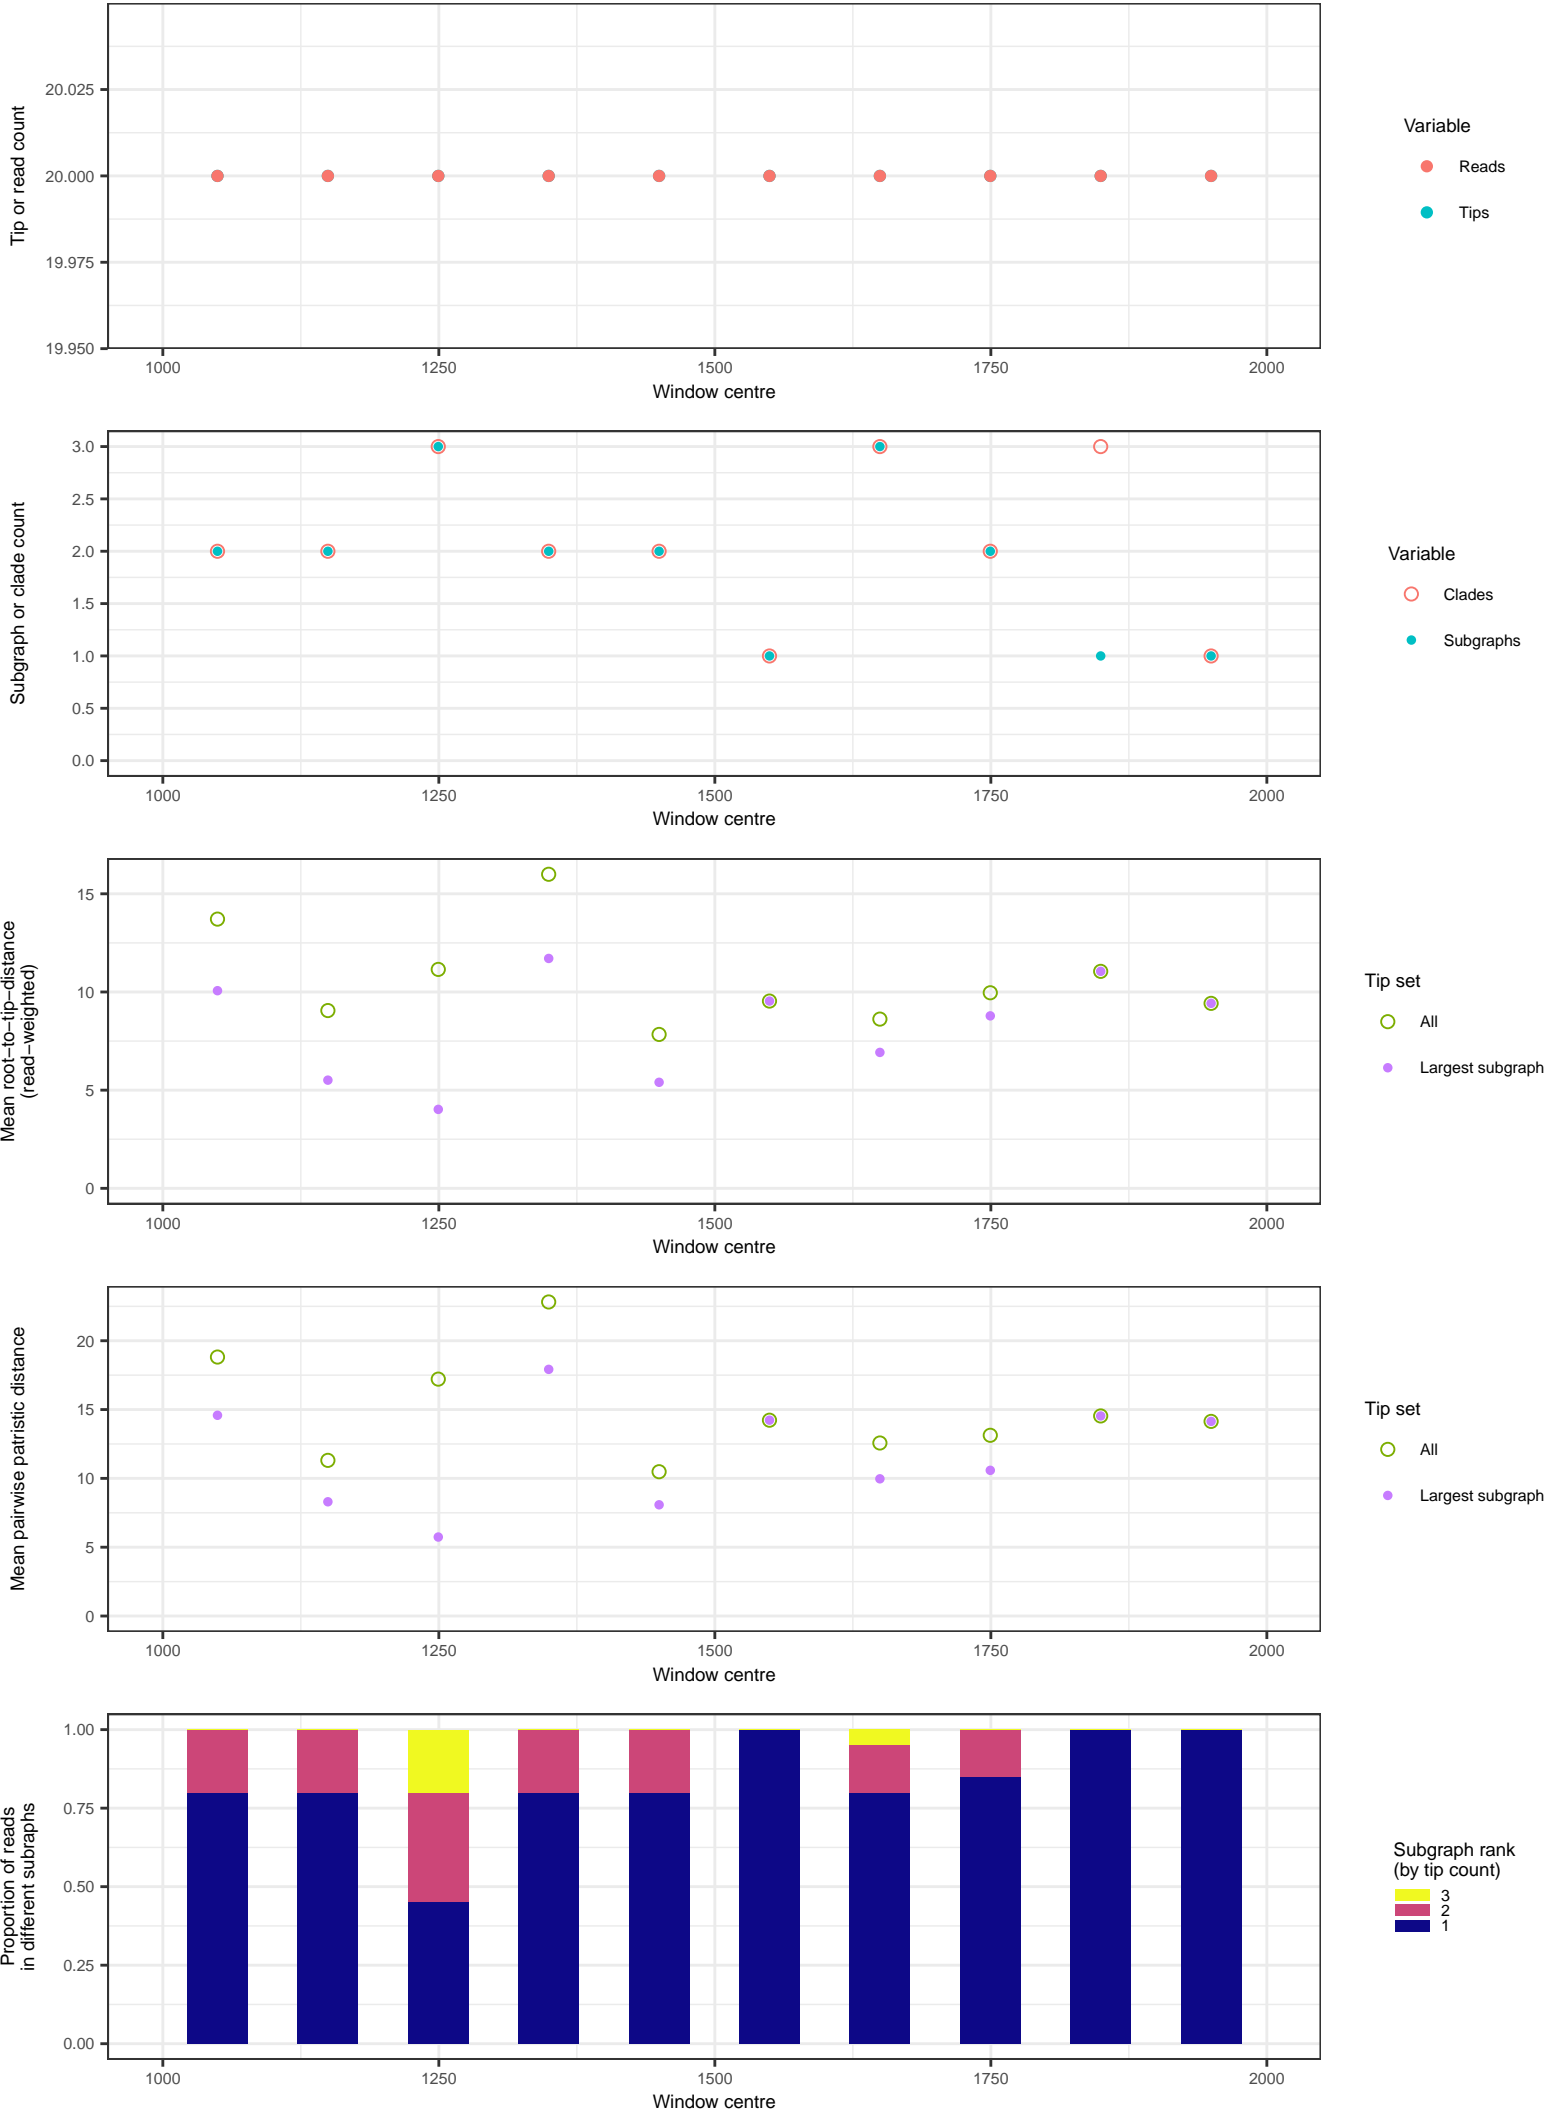 Tip or read count
20.025
20.000
19.975
19.950
1000 1250 1500 1750 2000
Window centre
Variable
Reads
Tips
Subgraph or clade count
3.0
2.5
2.0
1.5
1.0
0.5
0.0
1000 1250 1500 1750 2000
Window centre
Variable
Clades
Subgraphs
Mean root−to−tip−distance
(read−weighted)
15
10
5
0
1000 1250 1500 1750 2000
Window centre
Tip set
All
Largest subgraph
Mean pairwise patristic distance
20
15
10
5
0
1000 1250 1500 1750 2000
Window centre
Tip set
All
Largest subgraph
Proportion of reads
in different subraphs
1.00
0.75
0.50
0.25
0.00
1000 1250 1500 1750 2000
Window centre
Subgraph rank
(by tip count)
3
2
1